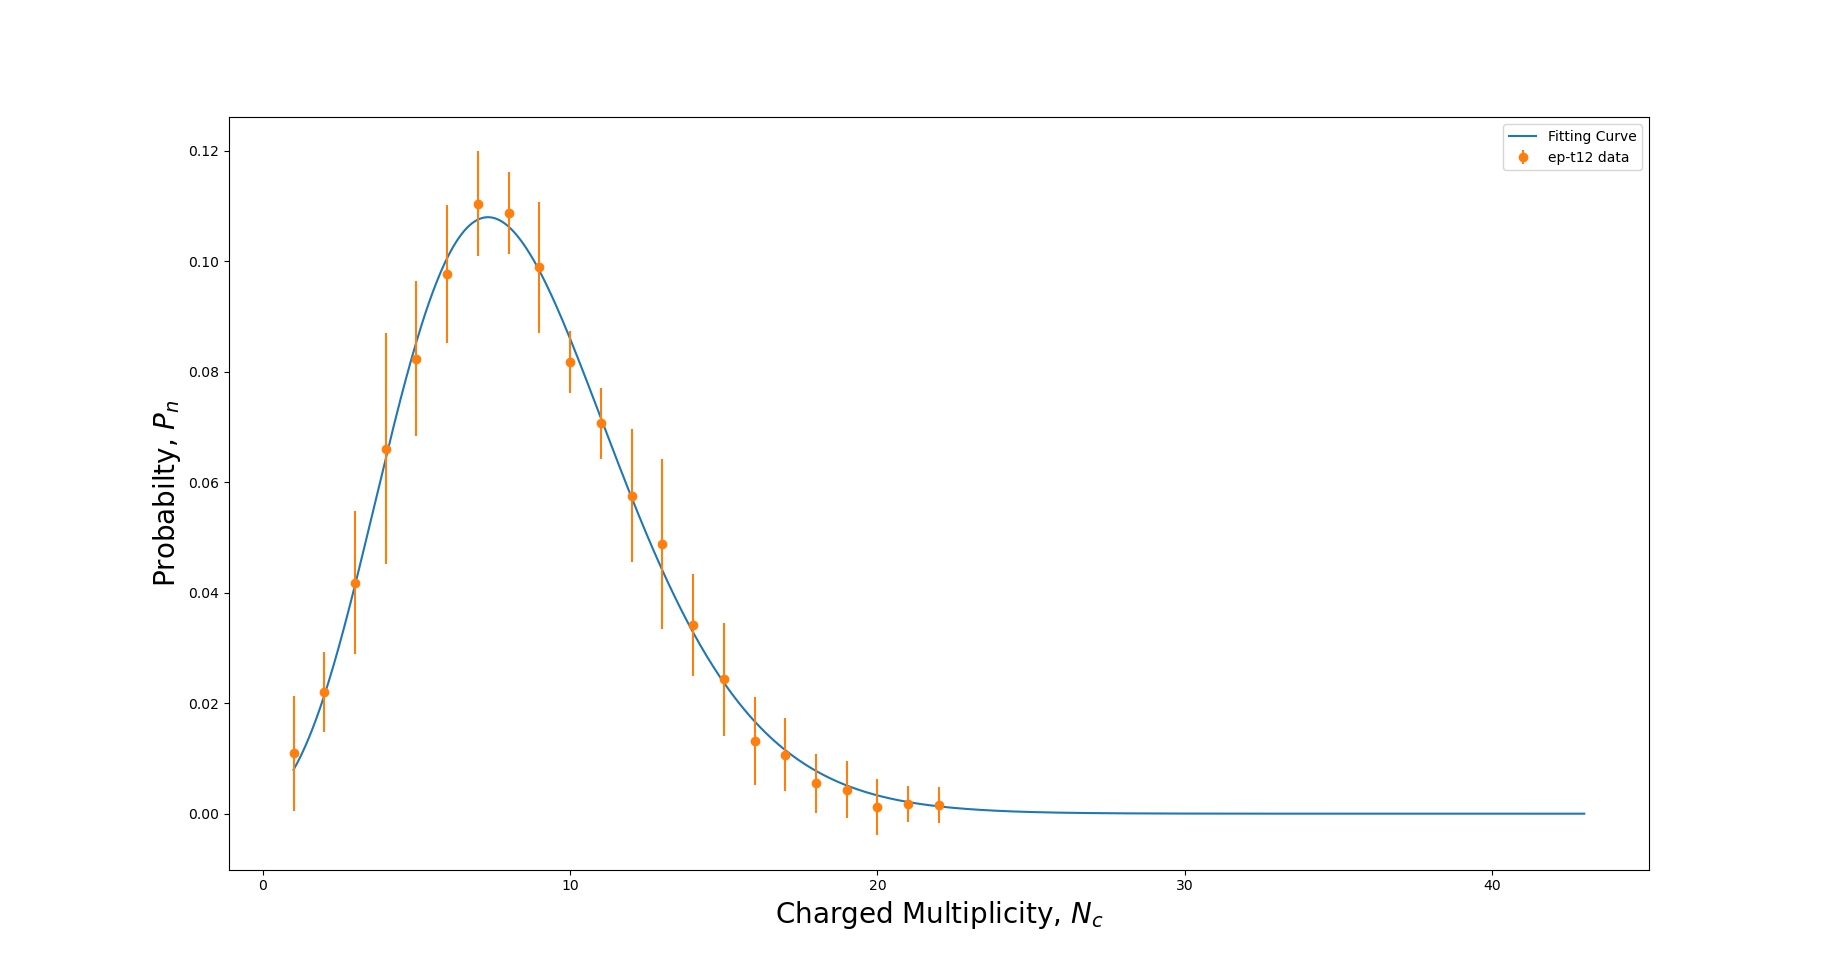 Fitting Curve
ep-t12 data
0.12
0.10
0.08
0.06
0.04
0.02
0.00
Probabilty, Pₙ
0 10 20 30 40
Charged Multiplicity, N_c